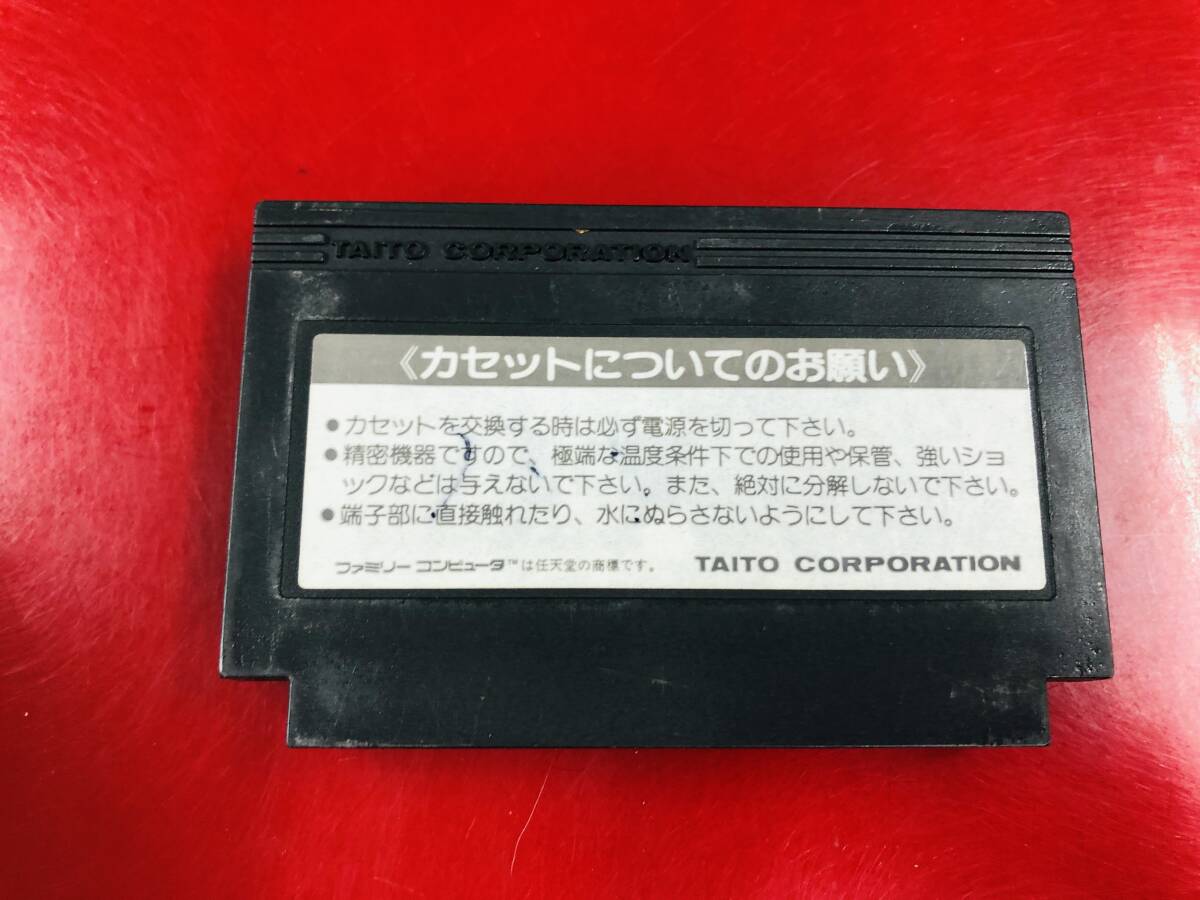 TAITO CORPORATION
《カセットについてのお願い》
●カセットを交換する時は必ず電源を切って下さい。
●精密機器ですので、極端な温度条件下での使用や保管、強いショ
ックなどは与えないで下さい。また、絶対に分解しないで下さい。
●端子部に直接触れたり、水にぬらさないようにして下さい。
ファミリーコンピュータ™は任天堂の商標です。 TAITO CORPORATION